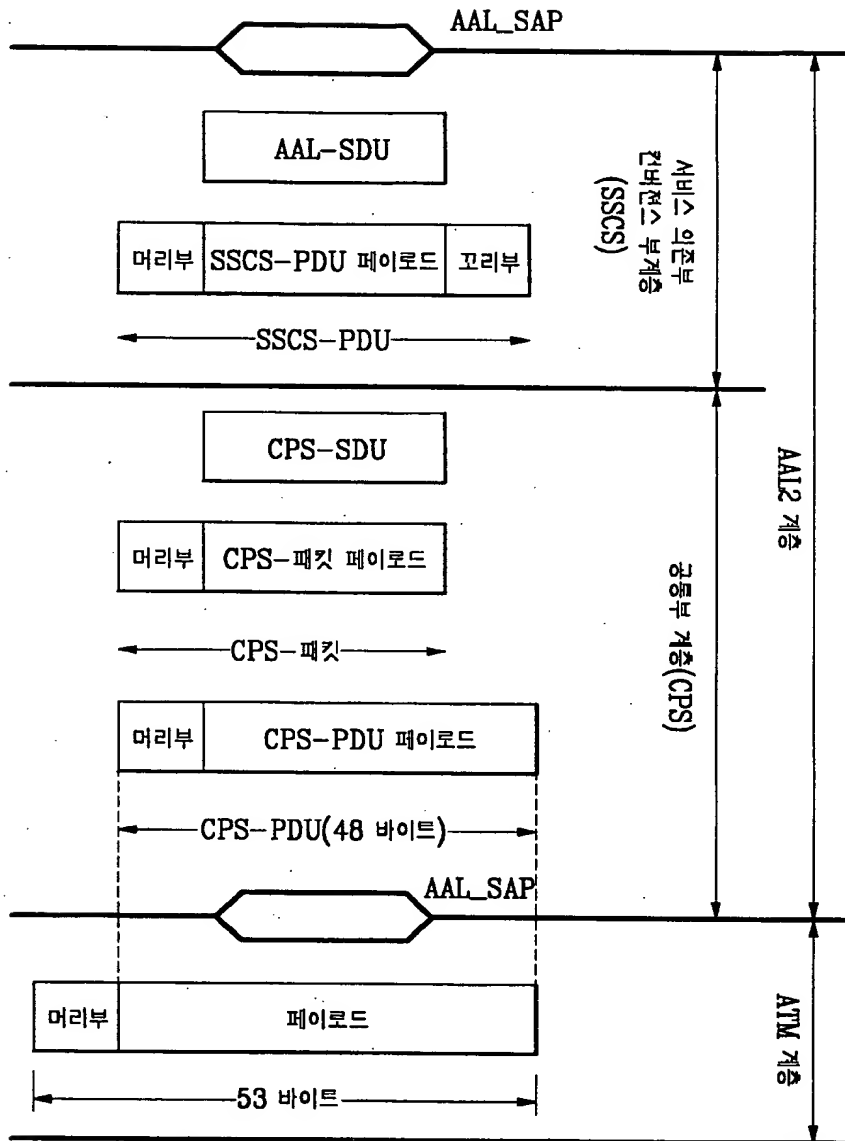 AAL_SAP
AAL-SDU
머리부 SSCS-PDU 페이로드 꼬리부
SSCS-PDU
서비스 의존부
컨버젼스 부계층
(SSCS)
CPS-SDU
머리부 CPS-패킷 페이로드
CPS-패킷
머리부 CPS-PDU 페이로드
CPS-PDU(48 바이트)
공통부 계층(CPS)
AAL2 계층
AAL_SAP
머리부 페이로드
53 바이트
ATM 계층